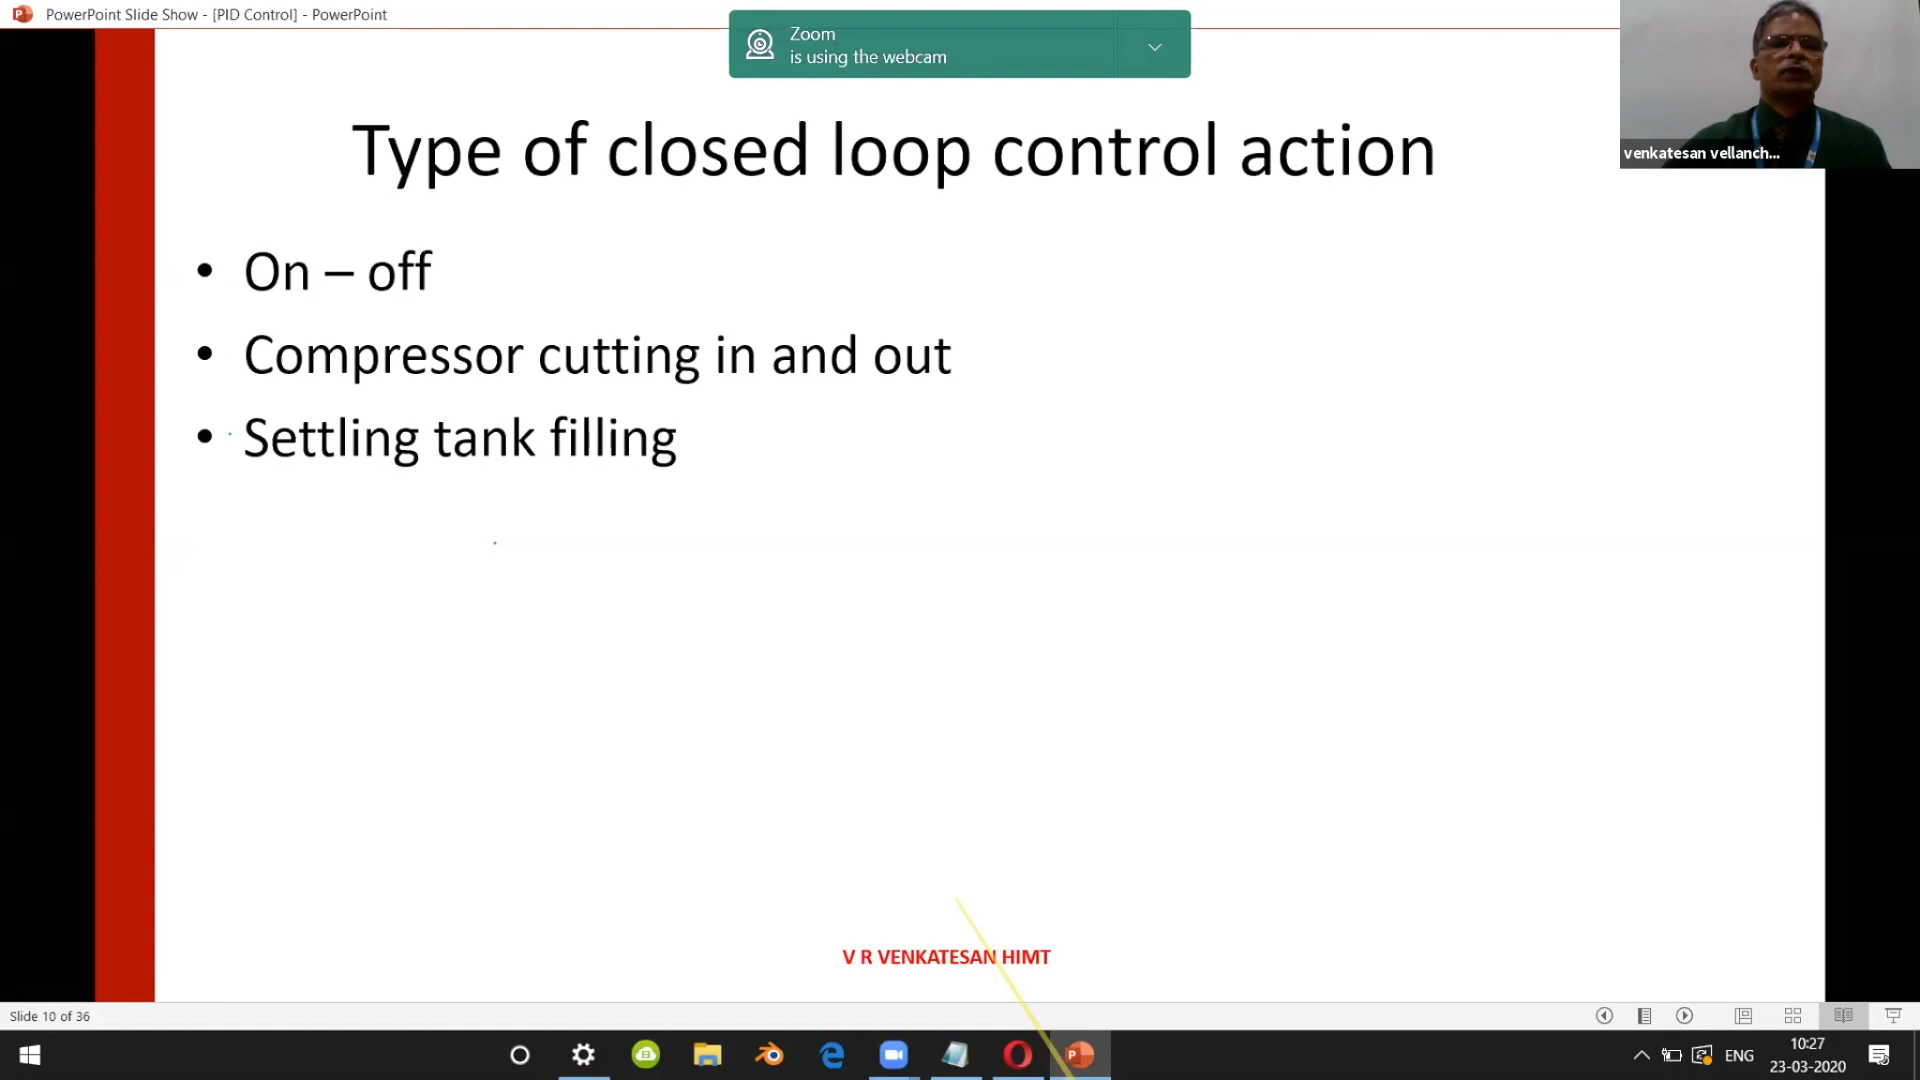 PowerPoint Slide Show - [PID Control] - PowerPoint
Zoom
is using the webcam
venkatesan vellanch...
Type of closed loop control action
• On – off
• Compressor cutting in and out
• Settling tank filling
V R VENKATESAN HIMT
Slide 10 of 36
ENG
10:27
23-03-2020